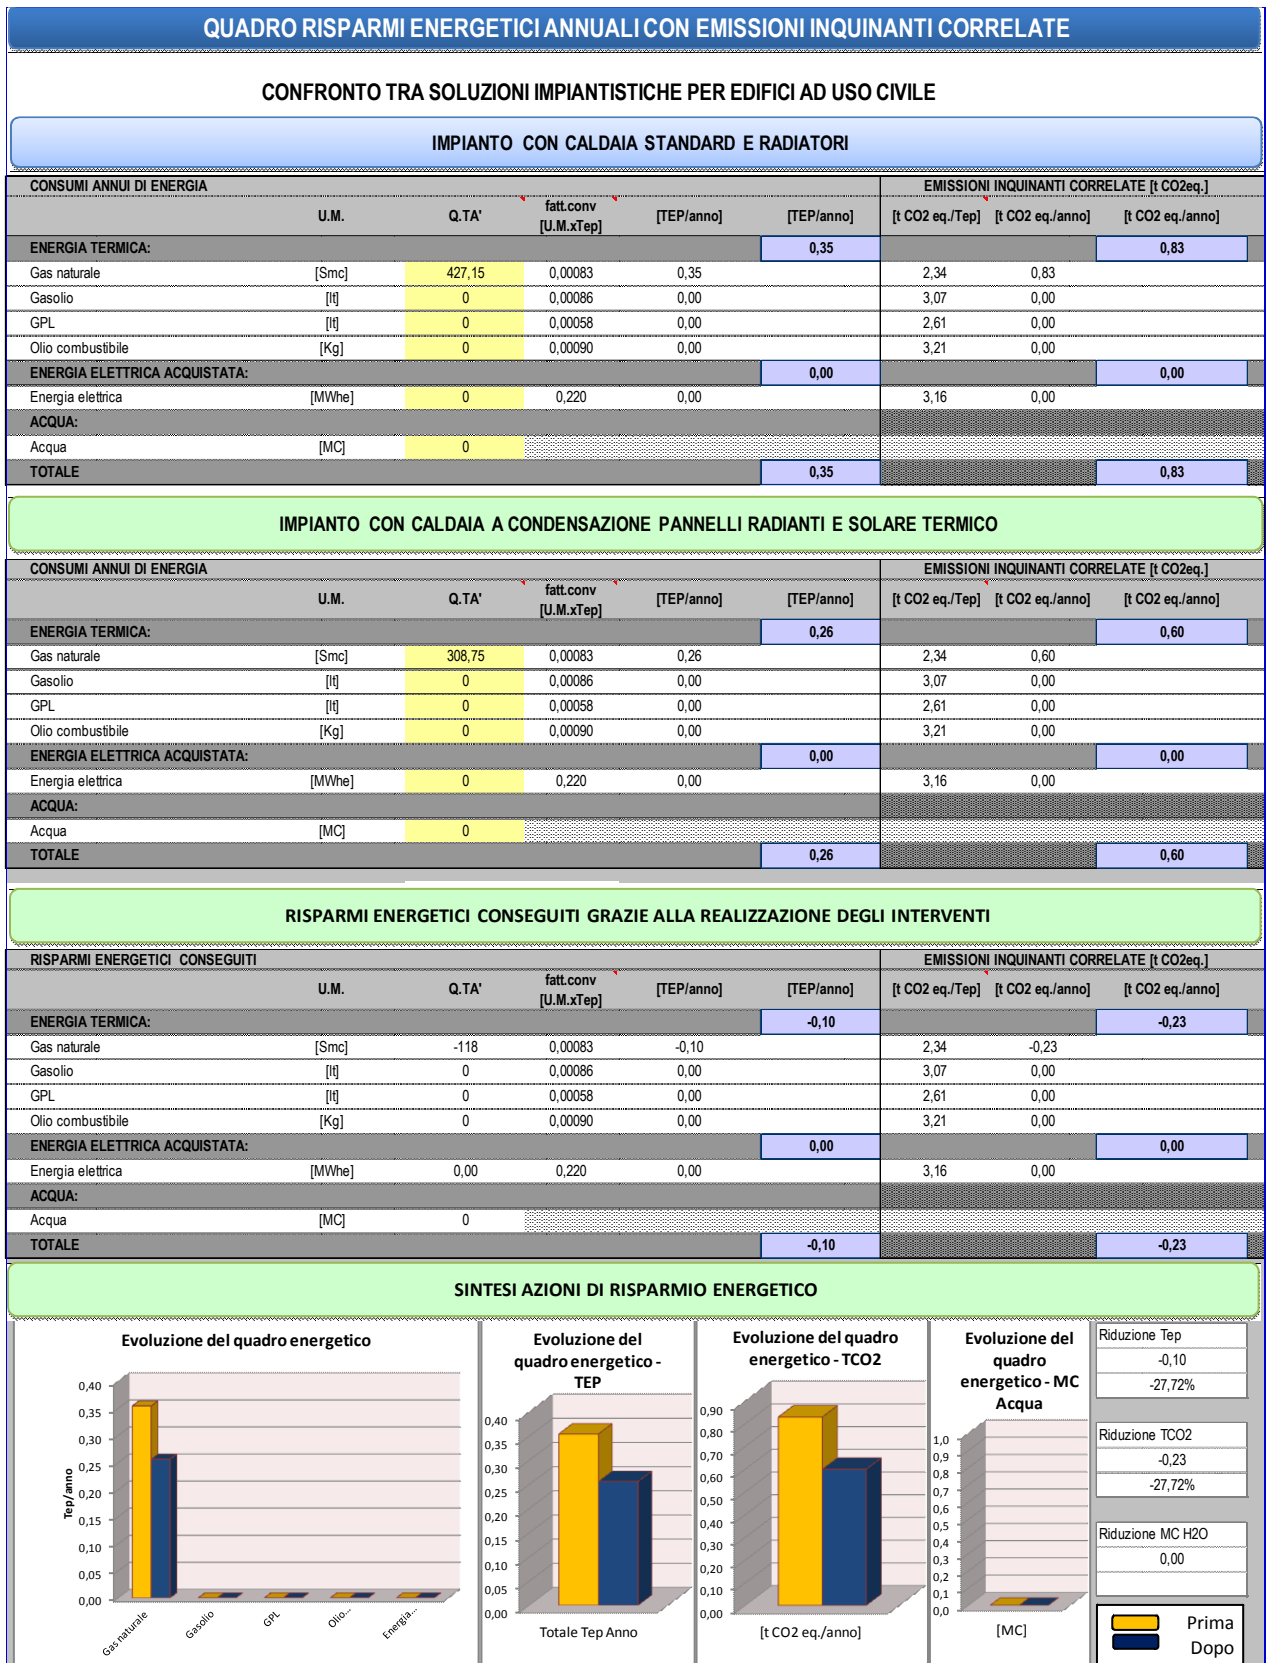 QUADRO RISPARMI ENERGETICI ANNUALI CON EMISSIONI INQUINANTI CORRELATE
CONFRONTO TRA SOLUZIONI IMPIANTISTICHE PER EDIFICI AD USO CIVILE
IMPIANTO CON CALDAIA STANDARD E RADIATORI
CONSUMI ANNUI DI ENERGIA EMISSIONI INQUINANTI CORRELATE [t CO2eq.]
U.M. Q.TA' fatt.conv [U.M.xTep] [TEP/anno] [TEP/anno] [t CO2 eq./Tep] [t CO2 eq./anno] [t CO2 eq./anno]
ENERGIA TERMICA: 0,35 0,83
Gas naturale [Smc] 427,15 0,00083 0,35 2,34 0,83
Gasolio [lt] 0 0,00086 0,00 3,07 0,00
GPL [lt] 0 0,00058 0,00 2,61 0,00
Olio combustibile [Kg] 0 0,00090 0,00 3,21 0,00
ENERGIA ELETTRICA ACQUISTATA: 0,00 0,00
Energia elettrica [MWhe] 0 0,220 0,00 3,16 0,00
ACQUA:
Acqua [MC] 0
TOTALE 0,35 0,83
IMPIANTO CON CALDAIA A CONDENSAZIONE PANNELLI RADIANTI E SOLARE TERMICO
CONSUMI ANNUI DI ENERGIA EMISSIONI INQUINANTI CORRELATE [t CO2eq.]
U.M. Q.TA' fatt.conv [U.M.xTep] [TEP/anno] [TEP/anno] [t CO2 eq./Tep] [t CO2 eq./anno] [t CO2 eq./anno]
ENERGIA TERMICA: 0,26 0,60
Gas naturale [Smc] 308,75 0,00083 0,26 2,34 0,60
Gasolio [lt] 0 0,00086 0,00 3,07 0,00
GPL [lt] 0 0,00058 0,00 2,61 0,00
Olio combustibile [Kg] 0 0,00090 0,00 3,21 0,00
ENERGIA ELETTRICA ACQUISTATA: 0,00 0,00
Energia elettrica [MWhe] 0 0,220 0,00 3,16 0,00
ACQUA:
Acqua [MC] 0
TOTALE 0,26 0,60
RISPARMI ENERGETICI CONSEGUITI GRAZIE ALLA REALIZZAZIONE DEGLI INTERVENTI
RISPARMI ENERGETICI CONSEGUITI EMISSIONI INQUINANTI CORRELATE [t CO2eq.]
U.M. Q.TA' fatt.conv [U.M.xTep] [TEP/anno] [TEP/anno] [t CO2 eq./Tep] [t CO2 eq./anno] [t CO2 eq./anno]
ENERGIA TERMICA: -0,10 -0,23
Gas naturale [Smc] -118 0,00083 -0,10 2,34 -0,23
Gasolio [lt] 0 0,00086 0,00 3,07 0,00
GPL [lt] 0 0,00058 0,00 2,61 0,00
Olio combustibile [Kg] 0 0,00090 0,00 3,21 0,00
ENERGIA ELETTRICA ACQUISTATA: 0,00 0,00
Energia elettrica [MWhe] 0,00 0,220 0,00 3,16 0,00
ACQUA:
Acqua [MC] 0
TOTALE -0,10 -0,23
SINTESI AZIONI DI RISPARMIO ENERGETICO
Evoluzione del quadro energetico
Tep/anno
0,40
0,35
0,30
0,25
0,20
0,15
0,10
0,05
0,00
Gas naturale
Gasolio
GPL
Olio...
Energia...
Evoluzione del
quadro energetico -
TEP
0,40
0,35
0,30
0,25
0,20
0,15
0,10
0,05
0,00
Totale Tep Anno
Evoluzione del quadro
energetico - TCO2
0,90
0,80
0,70
0,60
0,50
0,40
0,30
0,20
0,10
0,00
[t CO2 eq./anno]
Evoluzione del
quadro
energetico - MC
Acqua
1,0
0,9
0,8
0,7
0,6
0,5
0,4
0,3
0,2
0,1
0,0
[MC]
Riduzione Tep
-0,10
-27,72%
Riduzione TCO2
-0,23
-27,72%
Riduzione MC H2O
0,00
Prima
Dopo